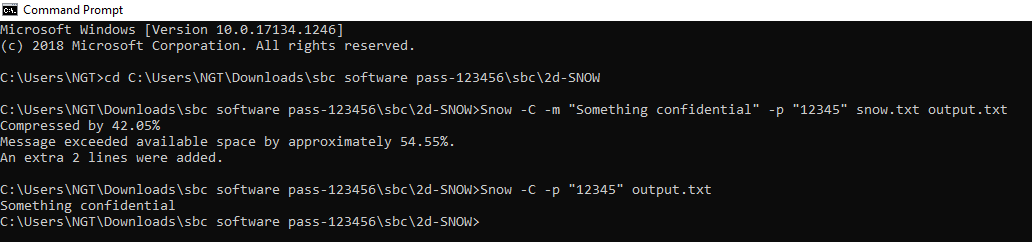 Command Prompt
Microsoft Windows [Version 10.0.17134.1246]
(c) 2018 Microsoft Corporation. All rights reserved.
C:\Users\NGT>cd C:\Users\NGT\Downloads\sbc software pass-123456\sbc\2d-SNOW
C:\Users\NGT\Downloads\sbc software pass-123456\sbc\2d-SNOW>Snow -C -m "Something confidential" -p "12345" snow.txt output.txt
Compressed by 42.05%
Message exceeded available space by approximately 54.55%.
An extra 2 lines were added.
C:\Users\NGT\Downloads\sbc software pass-123456\sbc\2d-SNOW>Snow -C -p "12345" output.txt
Something confidential
C:\Users\NGT\Downloads\sbc software pass-123456\sbc\2d-SNOW>